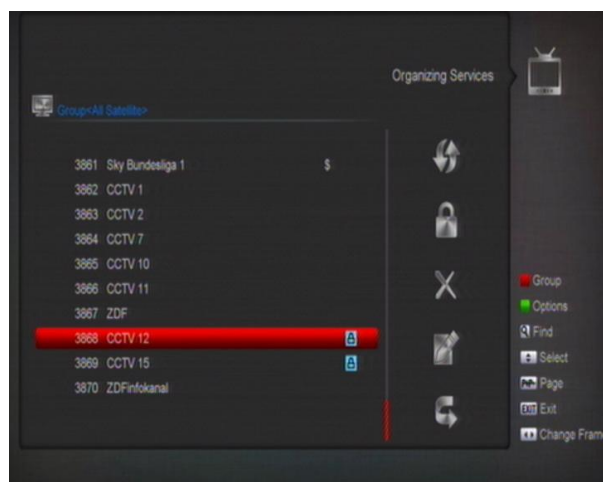 Organizing Services
Group<All Satellite>
3861 Sky Bundesliga 1 $
3862 CCTV 1
3863 CCTV 2
3864 CCTV 7
3865 CCTV 10
3866 CCTV 11
3867 ZDF
3868 CCTV 12
3869 CCTV 15
3870 ZDFinfokanal
Group
Options
Find
Select
Page
EXIT Exit
Change Fram